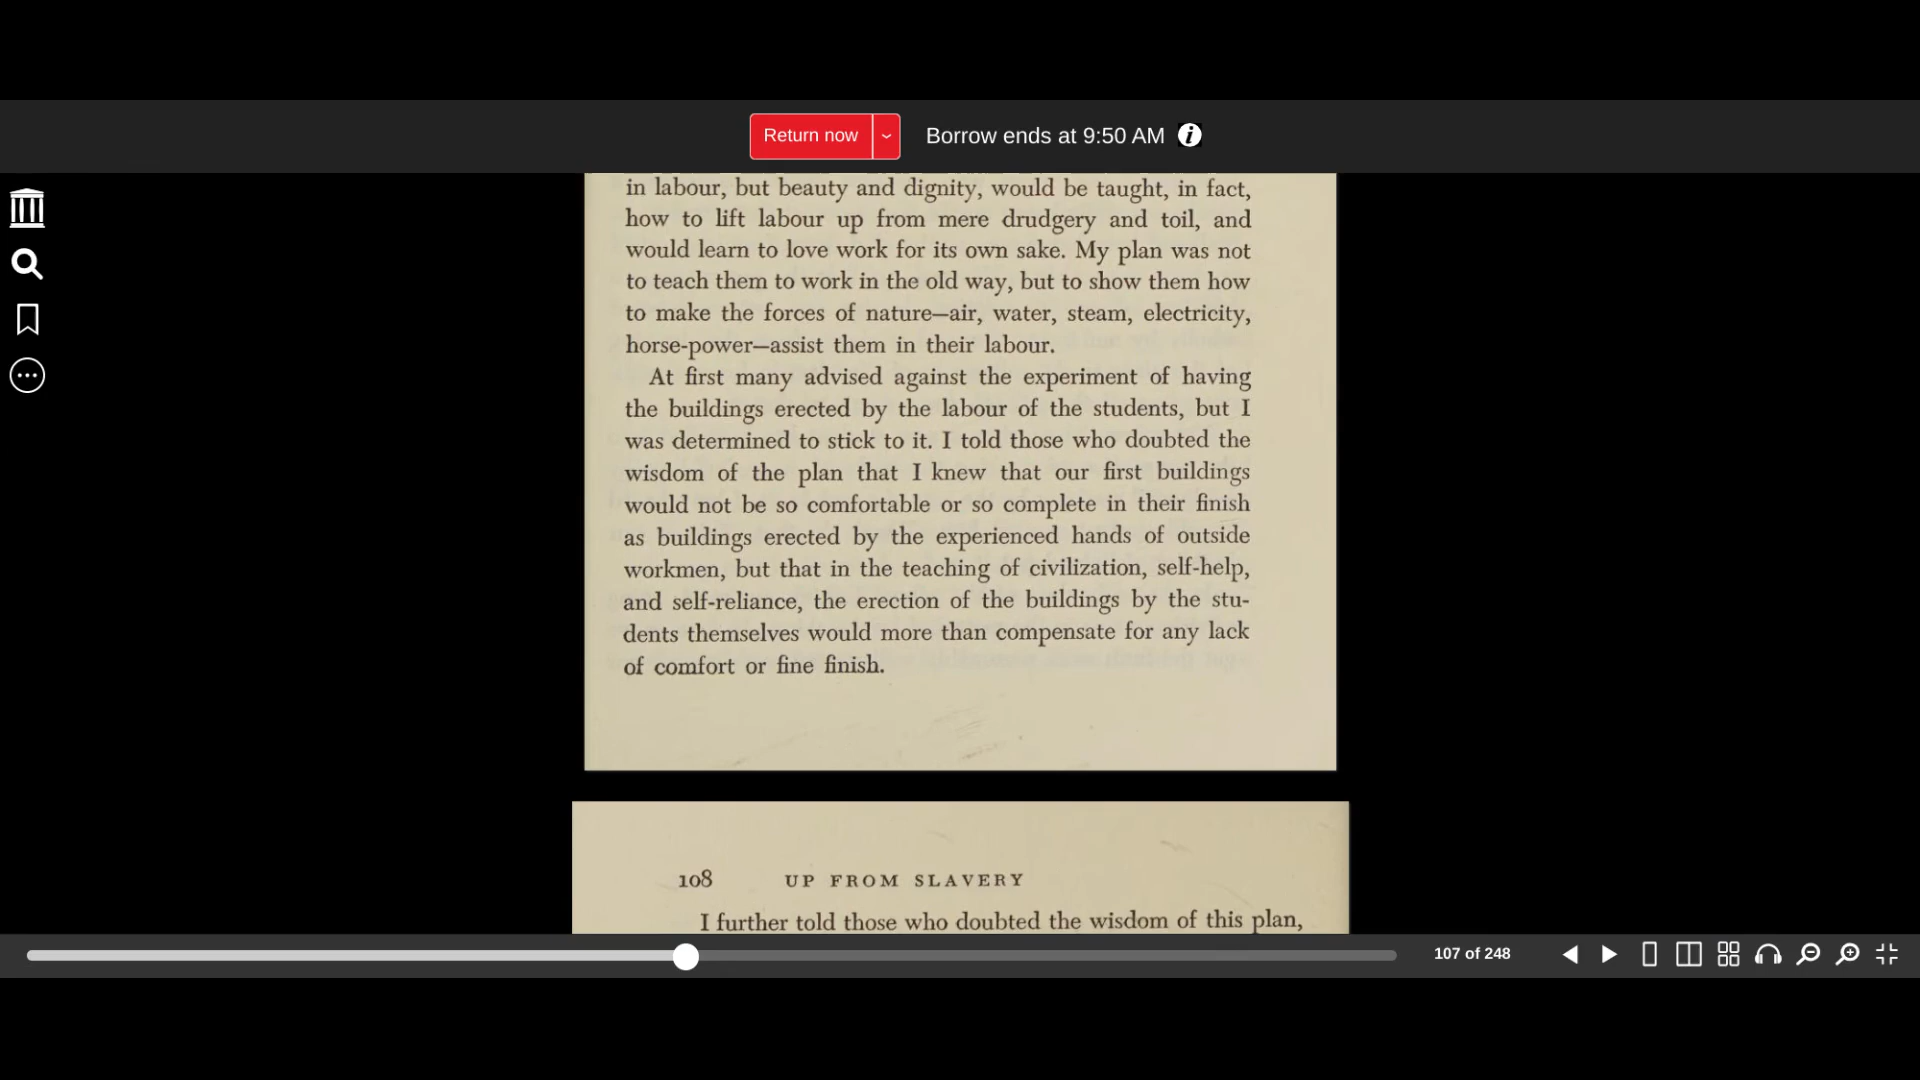 Return now
Borrow ends at 9:50 AM
in labour, but beauty and dignity, would be taught, in fact,
how to lift labour up from mere drudgery and toil, and
would learn to love work for its own sake. My plan was not
to teach them to work in the old way, but to show them how
to make the forces of nature—air, water, steam, electricity,
horse-power—assist them in their labour.
At first many advised against the experiment of having
the buildings erected by the labour of the students, but I
was determined to stick to it. I told those who doubted the
wisdom of the plan that I knew that our first buildings
would not be so comfortable or so complete in their finish
as buildings erected by the experienced hands of outside
workmen, but that in the teaching of civilization, self-help,
and self-reliance, the erection of the buildings by the stu-
dents themselves would more than compensate for any lack
of comfort or fine finish.
108 UP FROM SLAVERY
I further told those who doubted the wisdom of this plan,
107 of 248